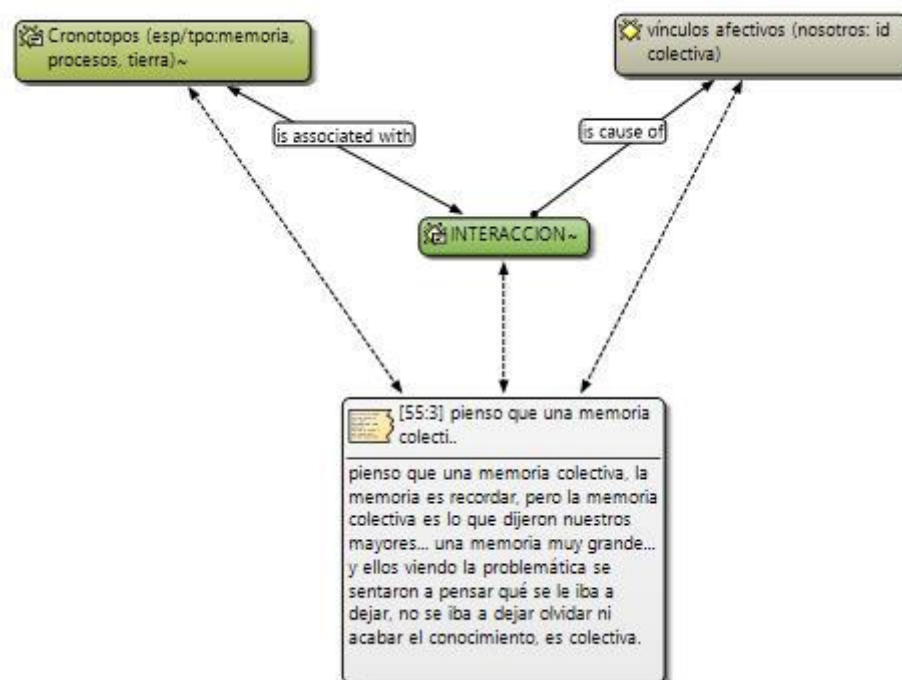 Cronotopos (esp/tpo:memoria,
procesos, tierra)~
vínculos afectivos (nosotros: id
colectiva)
is associated with
is cause of
INTERACCION~
[55:3] pienso que una memoria
colecti..
pienso que una memoria colectiva, la
memoria es recordar, pero la memoria
colectiva es lo que dijeron nuestros
mayores... una memoria muy grande...
y ellos viendo la problemática se
sentaron a pensar qué se le iba a
dejar, no se iba a dejar olvidar ni
acabar el conocimiento, es colectiva.